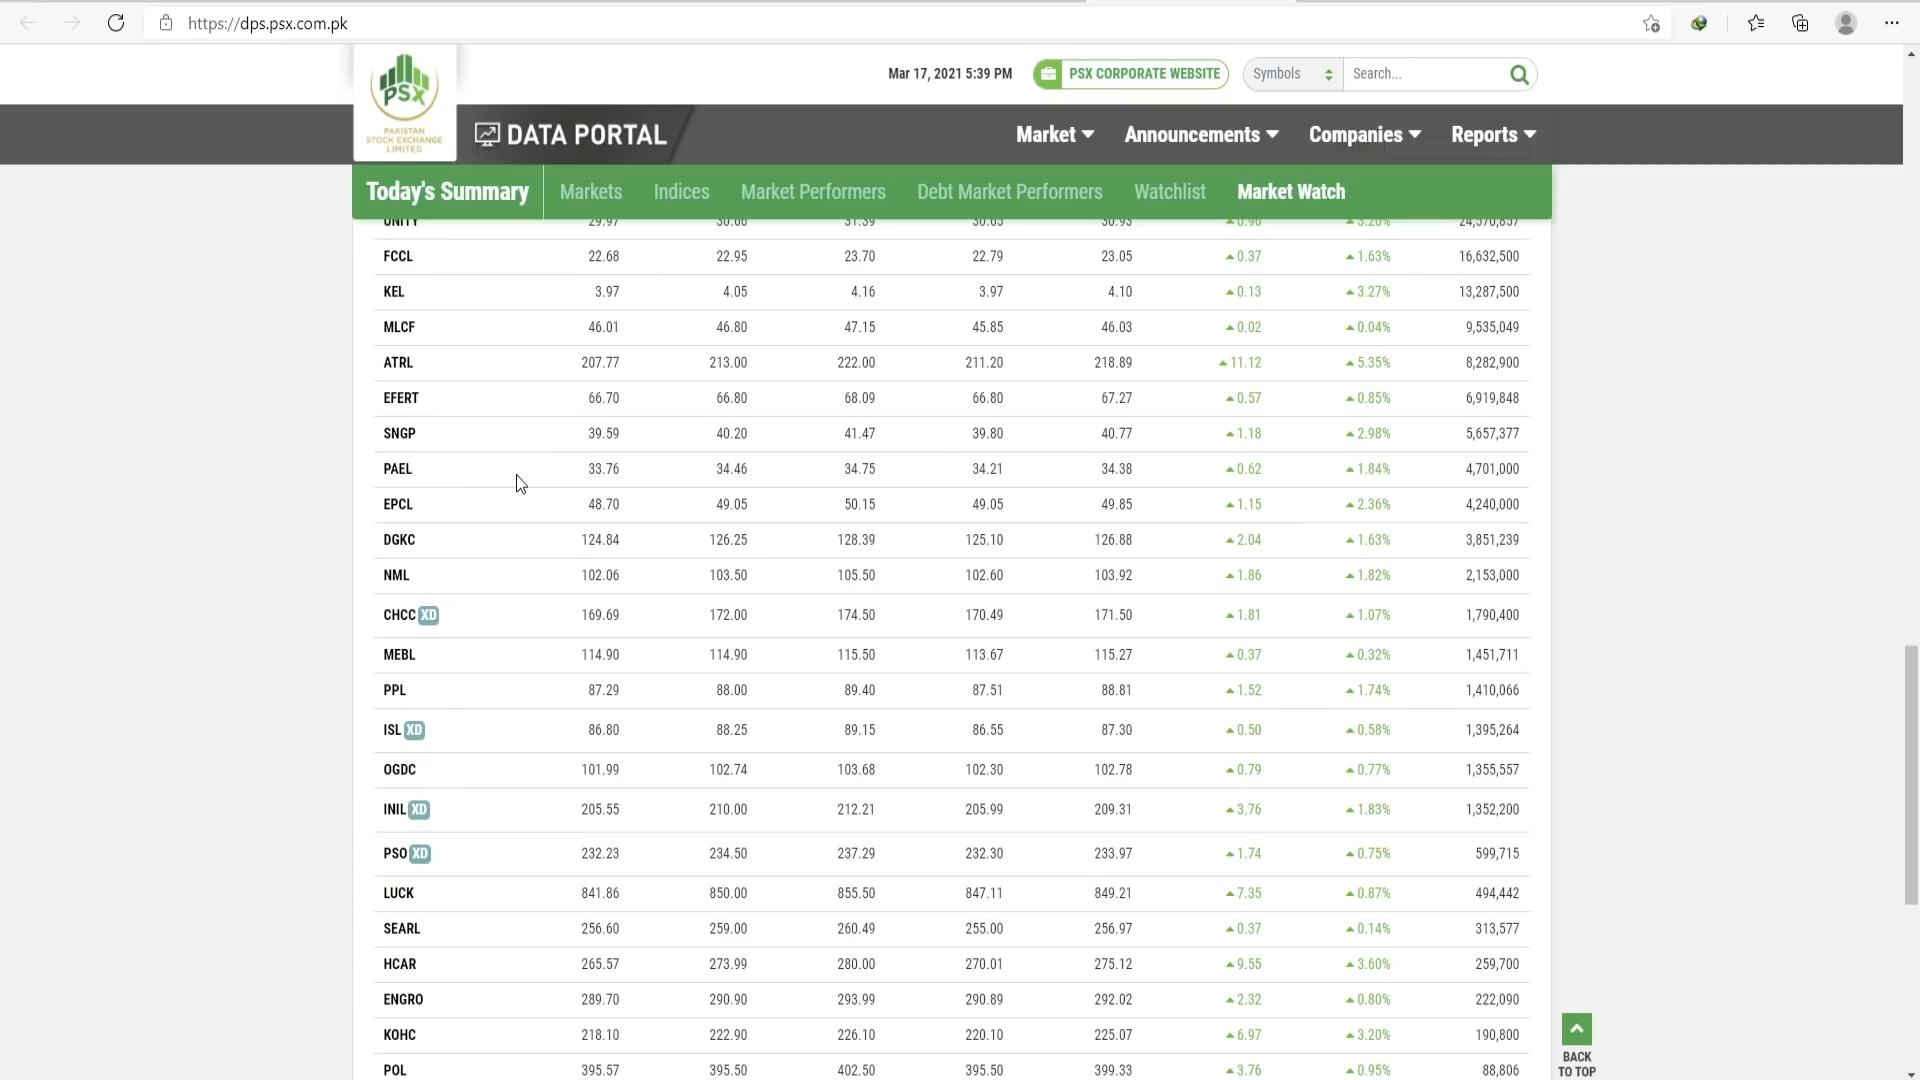 https://dps.psx.com.pk
Mar 17, 2021 5:39 PM PSX CORPORATE WEBSITE Symbols Search...
PSX
PAKISTAN
STOCK EXCHANGE
LIMITED
DATA PORTAL Market Announcements Companies Reports
Today's Summary Markets Indices Market Performers Debt Market Performers Watchlist Market Watch
UNITY 29.97 30.66 31.39 30.65 30.93 0.96 3.20% 24,570,857
FCCL 22.68 22.95 23.70 22.79 23.05 0.37 1.63% 16,632,500
KEL 3.97 4.05 4.16 3.97 4.10 0.13 3.27% 13,287,500
MLCF 46.01 46.80 47.15 45.85 46.03 0.02 0.04% 9,535,049
ATRL 207.77 213.00 222.00 211.20 218.89 11.12 5.35% 8,282,900
EFERT 66.70 66.80 68.09 66.80 67.27 0.57 0.85% 6,919,848
SNGP 39.59 40.20 41.47 39.80 40.77 1.18 2.98% 5,657,377
PAEL 33.76 34.46 34.75 34.21 34.38 0.62 1.84% 4,701,000
EPCL 48.70 49.05 50.15 49.05 49.85 1.15 2.36% 4,240,000
DGKC 124.84 126.25 128.39 125.10 126.88 2.04 1.63% 3,851,239
NML 102.06 103.50 105.50 102.60 103.92 1.86 1.82% 2,153,000
CHCC XD 169.69 172.00 174.50 170.49 171.50 1.81 1.07% 1,790,400
MEBL 114.90 114.90 115.50 113.67 115.27 0.37 0.32% 1,451,711
PPL 87.29 88.00 89.40 87.51 88.81 1.52 1.74% 1,410,066
ISL XD 86.80 88.25 89.15 86.55 87.30 0.50 0.58% 1,395,264
OGDC 101.99 102.74 103.68 102.30 102.78 0.79 0.77% 1,355,557
INIL XD 205.55 210.00 212.21 205.99 209.31 3.76 1.83% 1,352,200
PSO XD 232.23 234.50 237.29 232.30 233.97 1.74 0.75% 599,715
LUCK 841.86 850.00 855.50 847.11 849.21 7.35 0.87% 494,442
SEARL 256.60 259.00 260.49 255.00 256.97 0.37 0.14% 313,577
HCAR 265.57 273.99 280.00 270.01 275.12 9.55 3.60% 259,700
ENGRO 289.70 290.90 293.99 290.89 292.02 2.32 0.80% 222,090
KOHC 218.10 222.90 226.10 220.10 225.07 6.97 3.20% 190,800
POL 395.57 395.50 402.50 395.50 399.33 3.76 0.95% 88,806
BACK
TO TOP